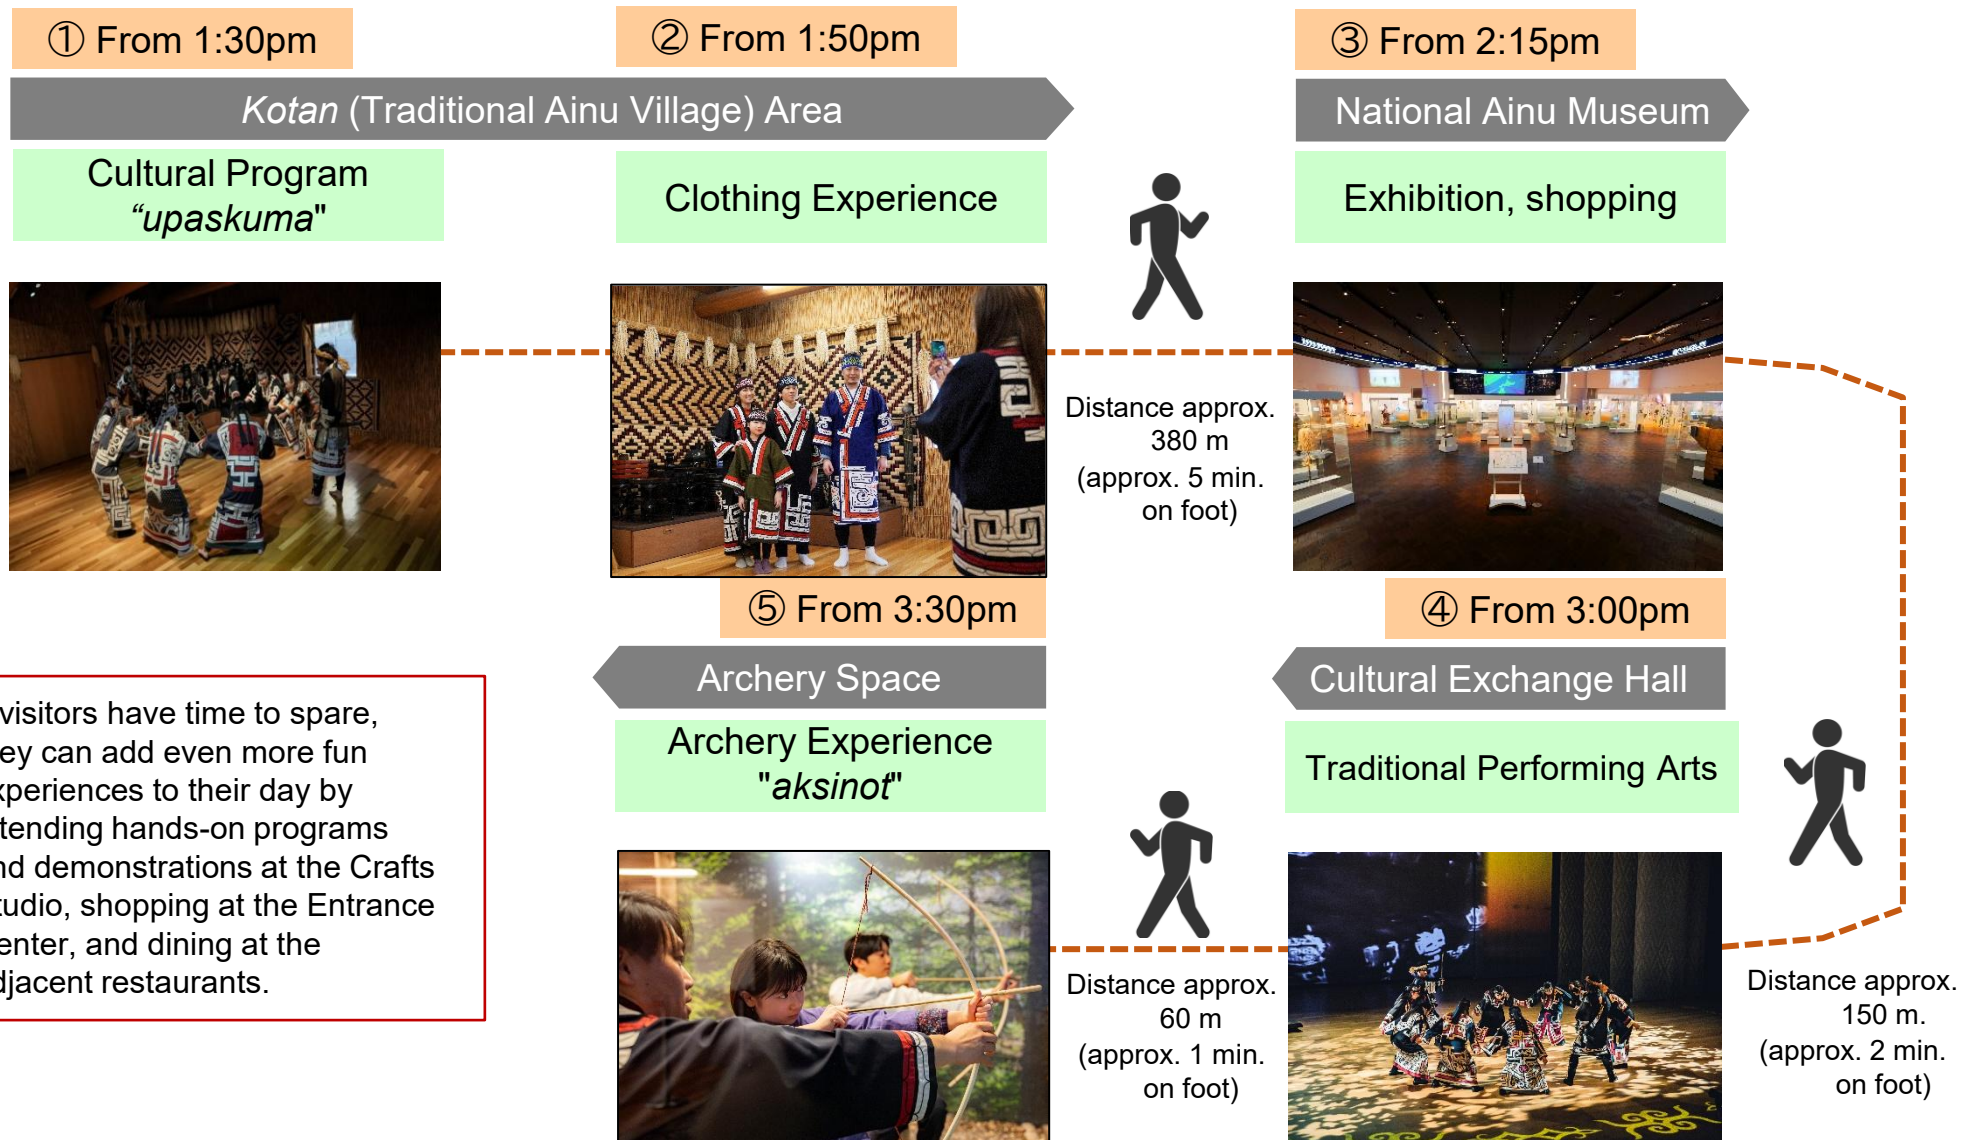 ① From 1:30pm
② From 1:50pm
③ From 2:15pm
Kotan (Traditional Ainu Village) Area
National Ainu Museum
Cultural Program
“upaskuma"
Clothing Experience
Exhibition, shopping
Distance approx.
380 m
(approx. 5 min.
on foot)
⑤ From 3:30pm
④ From 3:00pm
Archery Space
Cultural Exchange Hall
Archery Experience
"aksinot"
Traditional Performing Arts
visitors have time to spare,
ey can add even more fun
xperiences to their day by
tending hands-on programs
nd demonstrations at the Crafts
tudio, shopping at the Entrance
enter, and dining at the
djacent restaurants.
Distance approx.
60 m
(approx. 1 min.
on foot)
Distance approx.
150 m.
(approx. 2 min.
on foot)